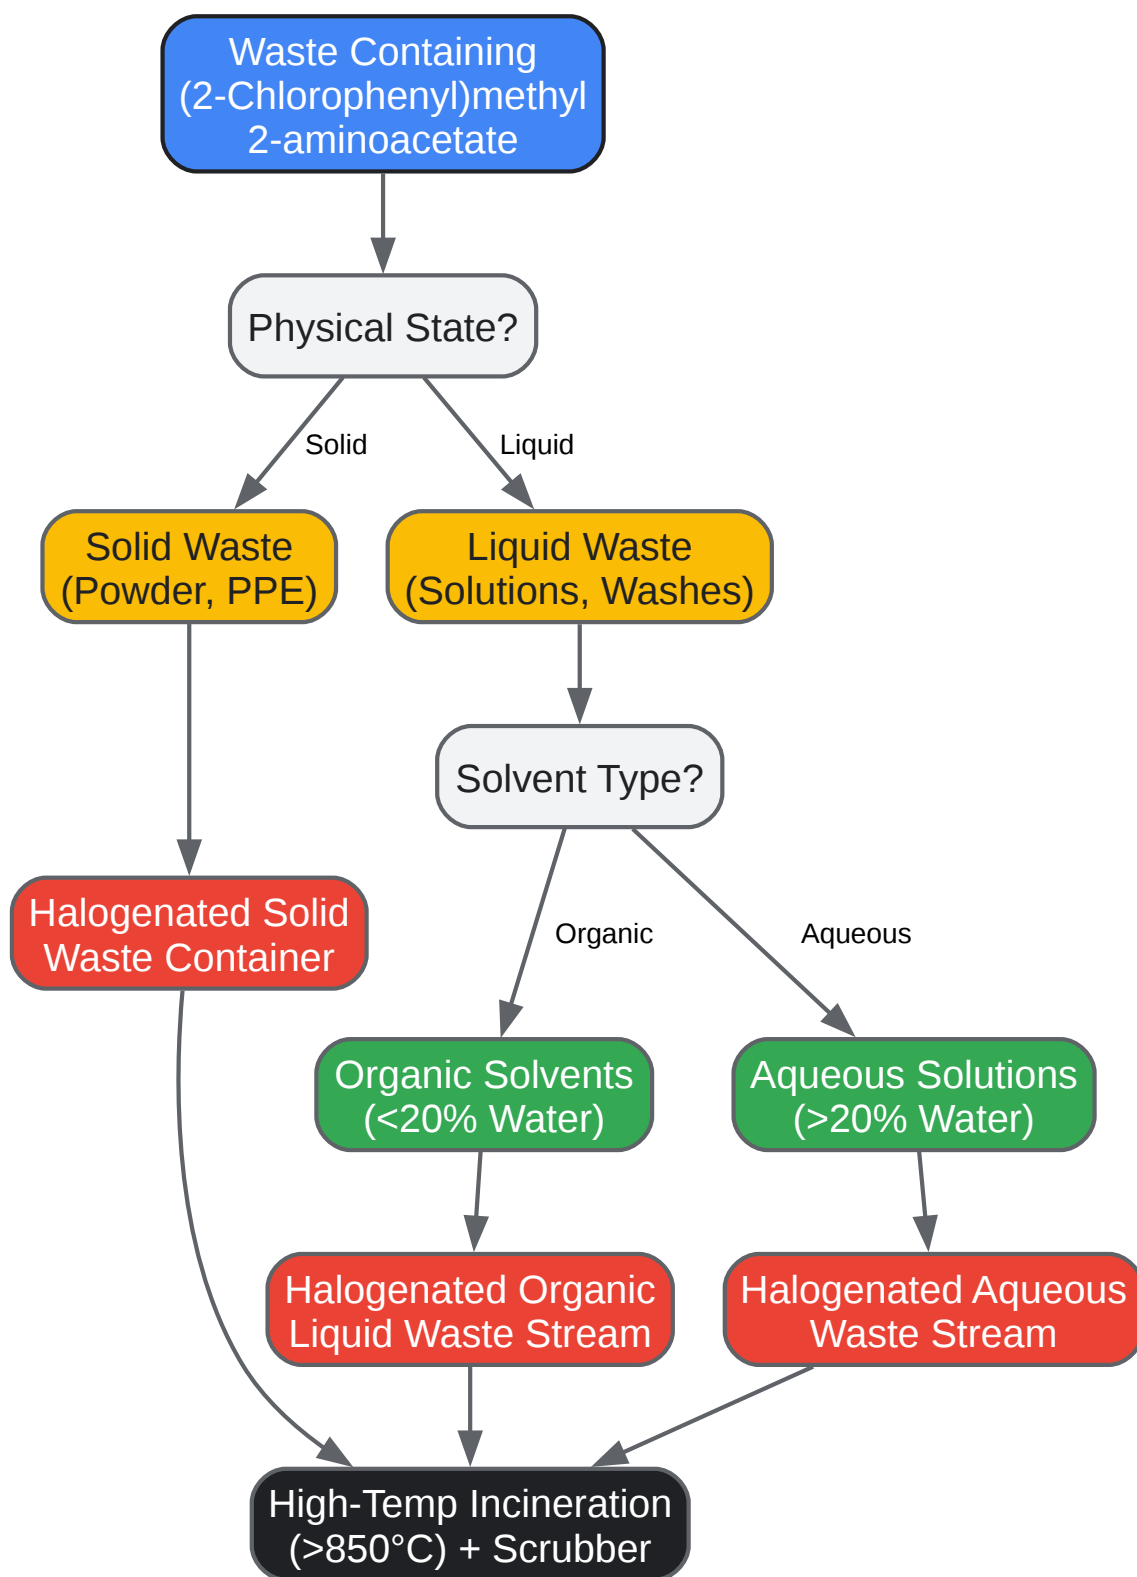 Waste Containing
(2-Chlorophenyl)methyl
2-aminoacetate
Physical State?
Solid
Liquid
Solid Waste
(Powder, PPE)
Liquid Waste
(Solutions, Washes)
Solvent Type?
Halogenated Solid
Waste Container
Organic
Aqueous
Organic Solvents
(<20% Water)
Aqueous Solutions
(>20% Water)
Halogenated Organic
Liquid Waste Stream
Halogenated Aqueous
Waste Stream
High-Temp Incineration
(>850°C) + Scrubber